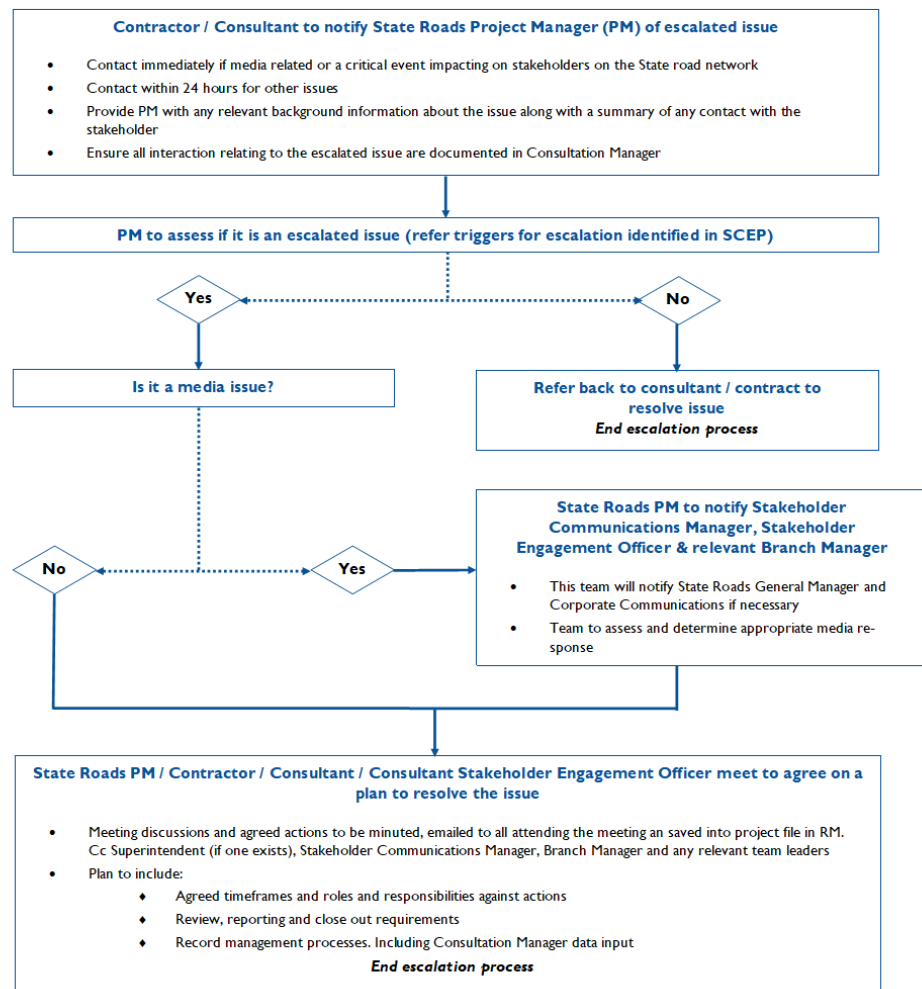 Contractor / Consultant to notify State Roads Project Manager (PM) of escalated issue
• Contact immediately if media related or a critical event impacting on stakeholders on the State road network
• Contact within 24 hours for other issues
• Provide PM with any relevant background information about the issue along with a summary of any contact with the
stakeholder
• Ensure all interaction relating to the escalated issue are documented in Consultation Manager
PM to assess if it is an escalated issue (refer triggers for escalation identified in SCEP)
Yes
No
Is it a media issue?
Refer back to consultant / contract to
resolve issue
End escalation process
No
Yes
State Roads PM to notify Stakeholder
Communications Manager, Stakeholder
Engagement Officer & relevant Branch Manager
• This team will notify State Roads General Manager and
Corporate Communications if necessary
• Team to assess and determine appropriate media re-
sponse
State Roads PM / Contractor / Consultant / Consultant Stakeholder Engagement Officer meet to agree on a
plan to resolve the issue
• Meeting discussions and agreed actions to be minuted, emailed to all attending the meeting an saved into project file in RM.
Cc Superintendent (if one exists), Stakeholder Communications Manager, Branch Manager and any relevant team leaders
• Plan to include:
♦ Agreed timeframes and roles and responsibilities against actions
♦ Review, reporting and close out requirements
♦ Record management processes. Including Consultation Manager data input
End escalation process